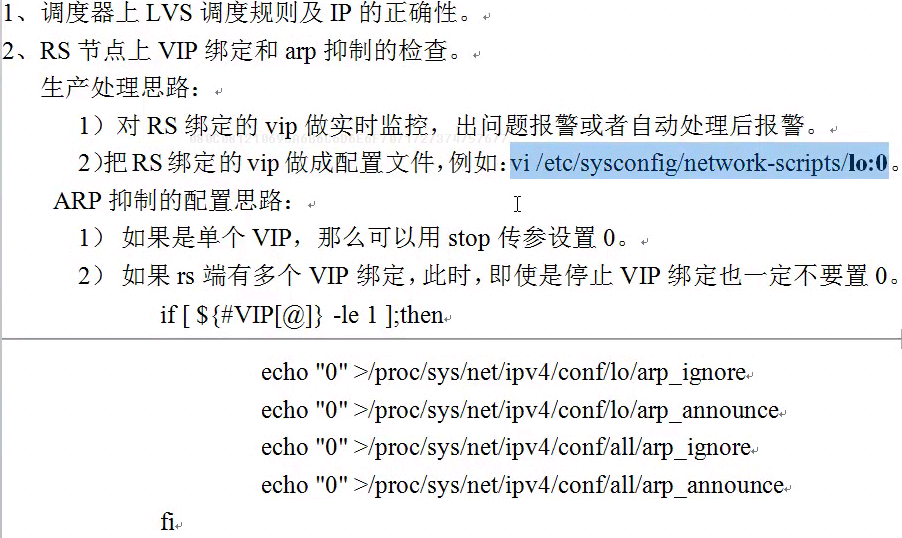 1、调度器上 LVS 调度规则及 IP 的正确性。
2、RS 节点上 VIP 绑定和 arp 抑制的检查。
生产处理思路：
1）对 RS 绑定的 vip 做实时监控，出问题报警或者自动处理后报警。
2)把 RS 绑定的 vip 做成配置文件，例如：vi /etc/sysconfig/network-scripts/lo:0。
ARP 抑制的配置思路：
1） 如果是单个 VIP，那么可以用 stop 传参设置 0。
2） 如果 rs 端有多个 VIP 绑定，此时，即使是停止 VIP 绑定也一定不要置 0。
if [ ${#VIP[@]} -le 1 ];then
echo "0" >/proc/sys/net/ipv4/conf/lo/arp_ignore
echo "0" >/proc/sys/net/ipv4/conf/lo/arp_announce
echo "0" >/proc/sys/net/ipv4/conf/all/arp_ignore
echo "0" >/proc/sys/net/ipv4/conf/all/arp_announce
fi